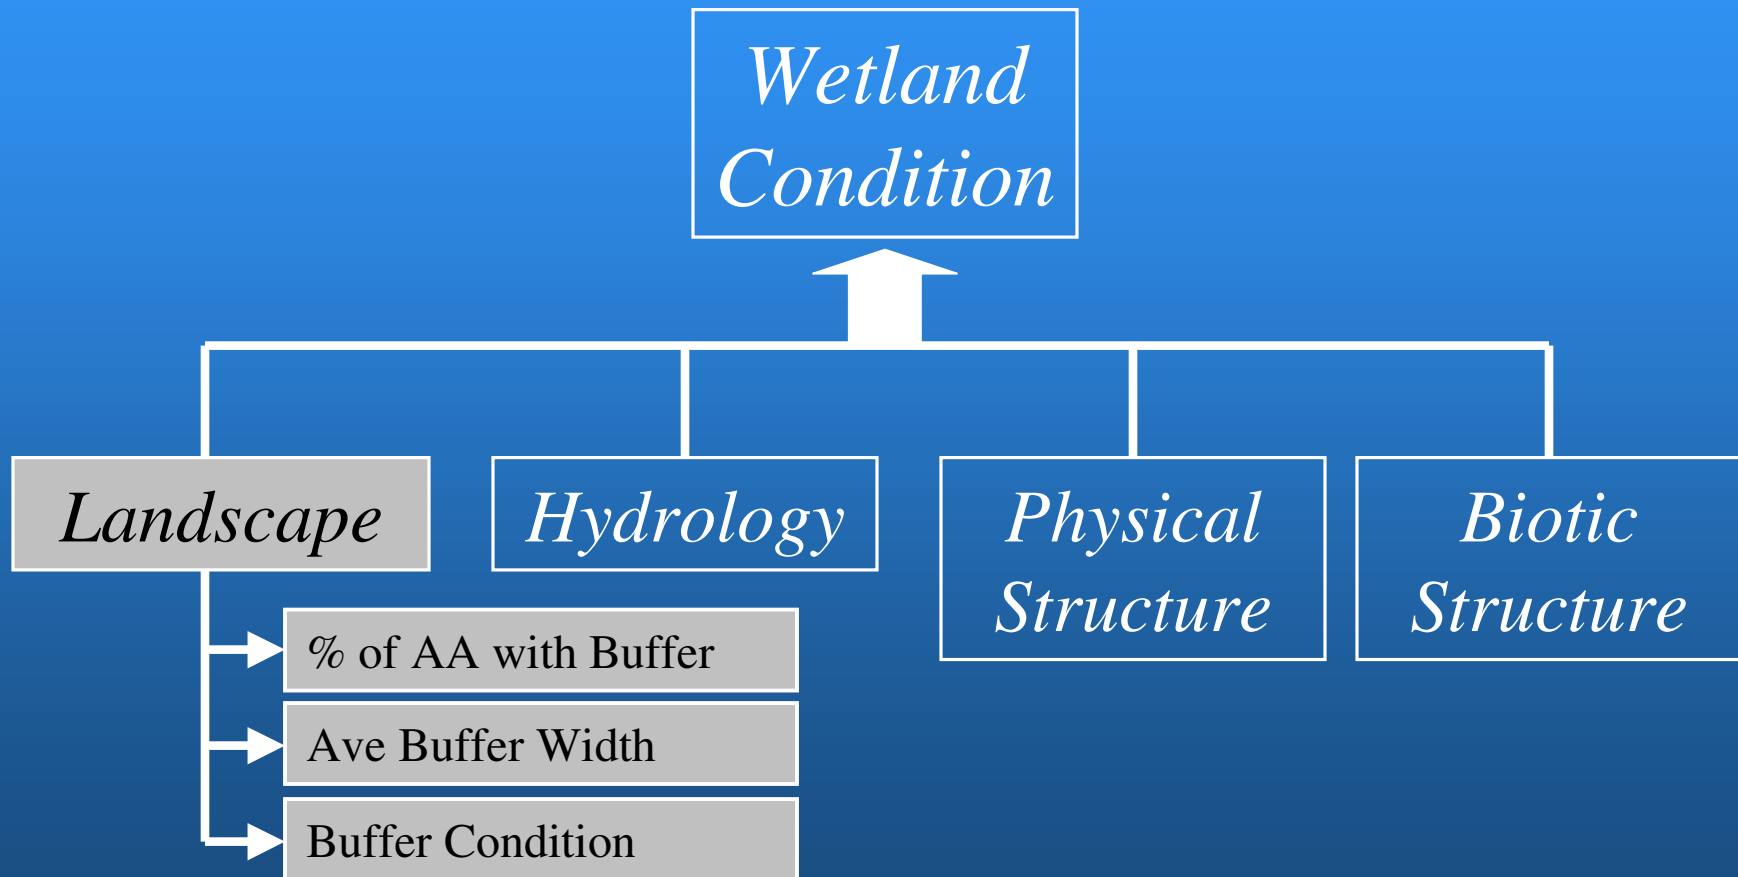 Wetland
Condition
Landscape
Hydrology
Physical
Structure
Biotic
Structure
% of AA with Buffer
Ave Buffer Width
Buffer Condition